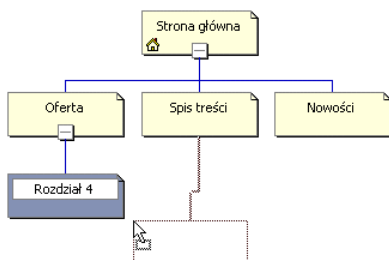 Strona główna
Oferta
Spis treści
Nowości
Rozdział 4